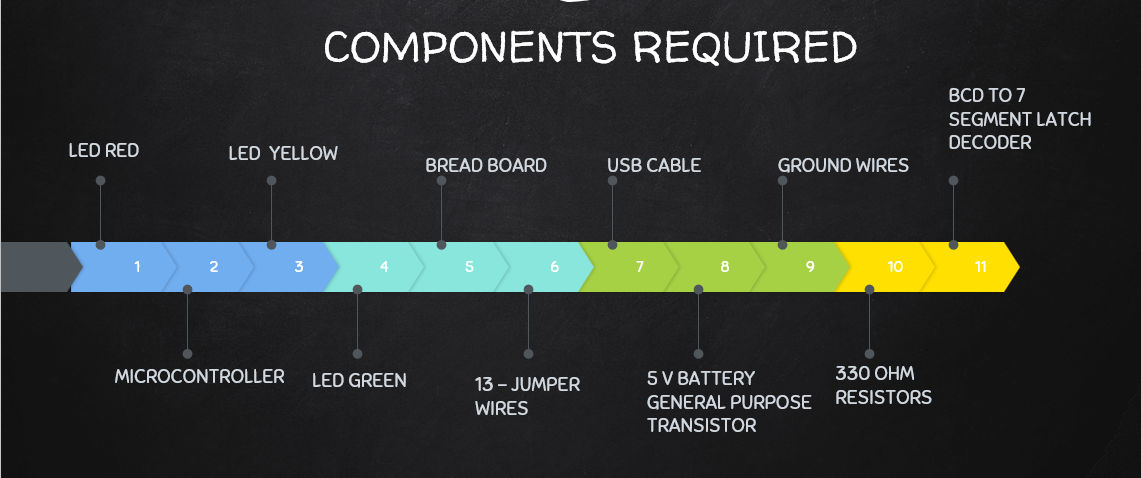 COMPONENTS REQUIRED
BCD TO 7
SEGMENT LATCH
DECODER
LED RED
LED  YELLOW
BREAD BOARD
USB CABLE
GROUND WIRES
1
2
3
4
5
6
7
8
9
10
11
MICROCONTROLLER
LED GREEN
13 – JUMPER
WIRES
5 V BATTERY
GENERAL PURPOSE
TRANSISTOR
330 OHM
RESISTORS